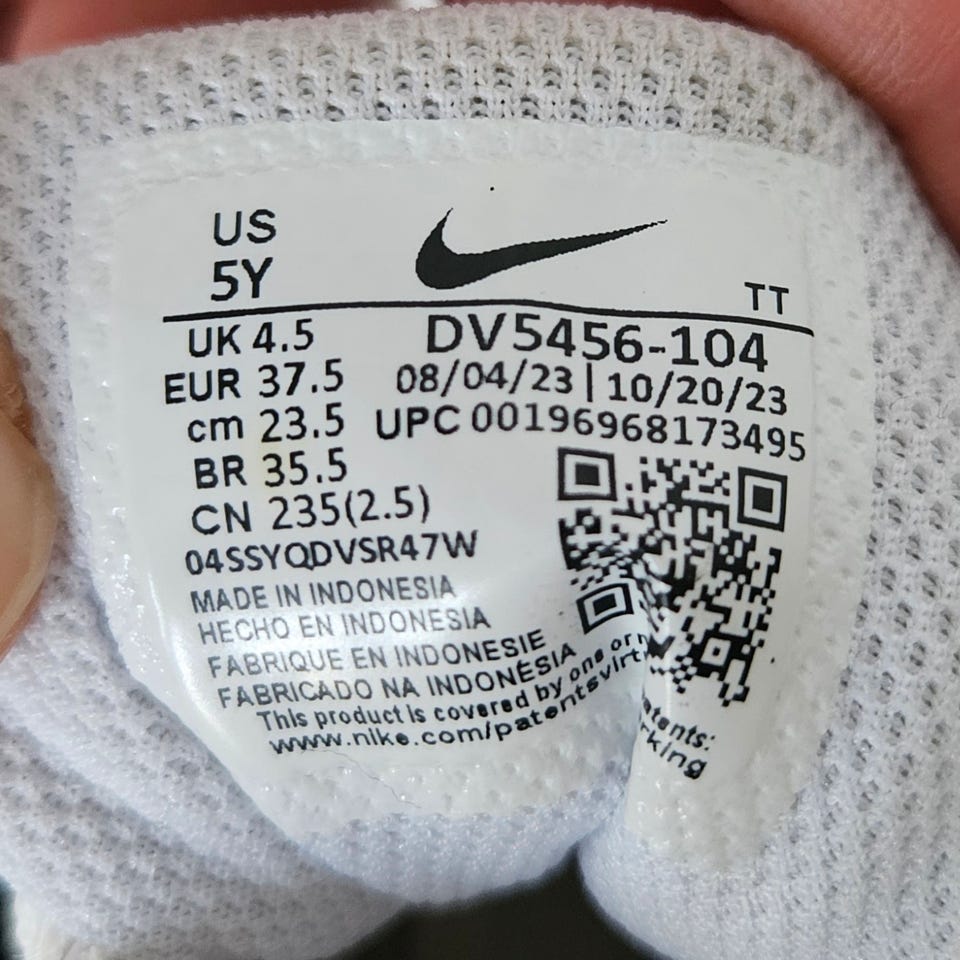 US
5Y
TT
UK 4.5
DV5456-104
EUR 37.5
08/04/23 | 10/20/23
cm 23.5
UPC 00196968173495
BR 35.5
CN 235(2.5)
04SSYQDVSR47W
MADE IN INDONESIA
HECHO EN INDONESIA
FABRIQUE EN INDONESIE
FABRICADO NA INDONÉSIA
This product is covered by one or
www.nike.com/patents